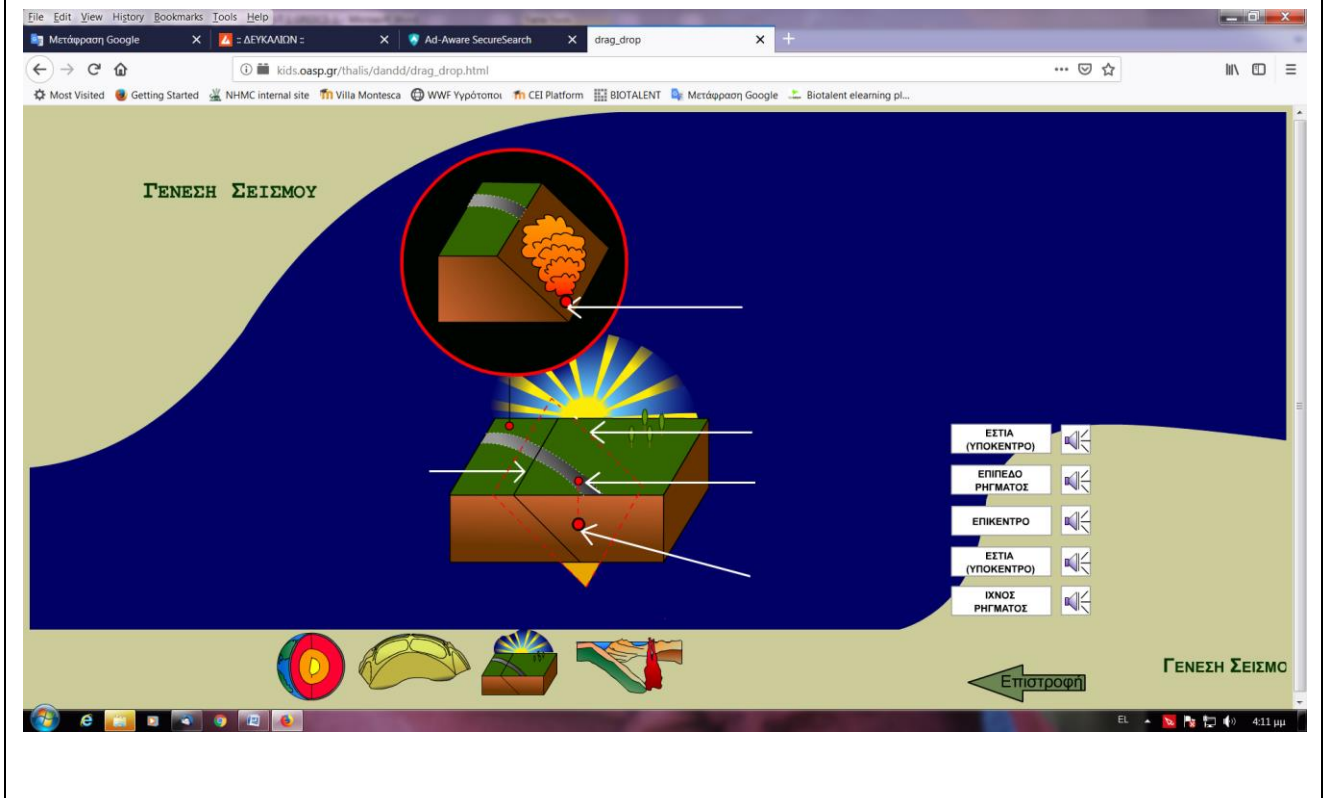 File Edit View History Bookmarks Tools Help
Μετάφραση Google
:: ΔΕΥΚΑΛΙΩΝ ::
Ad-Aware SecureSearch
drag_drop
kids.oasp.gr/thalis/dandd/drag_drop.html
Most Visited Getting Started NHMC internal site Villa Montesca WWF Υγρότοποι CEI Platform BIOTALENT Μετάφραση Google Biotalent elearning pl...
ΓΕΝΕΣΗ ΣΕΙΣΜΟΥ
ΕΣΤΙΑ
(ΥΠΟΚΕΝΤΡΟ)
ΕΠΙΠΕΔΟ
ΡΗΓΜΑΤΟΣ
ΕΠΙΚΕΝΤΡΟ
ΕΣΤΙΑ
(ΥΠΟΚΕΝΤΡΟ)
ΙΧΝΟΣ
ΡΗΓΜΑΤΟΣ
ΓΕΝΕΣΗ ΣΕΙΣΜΟ
Επιστροφή
EL 4:11 μμ